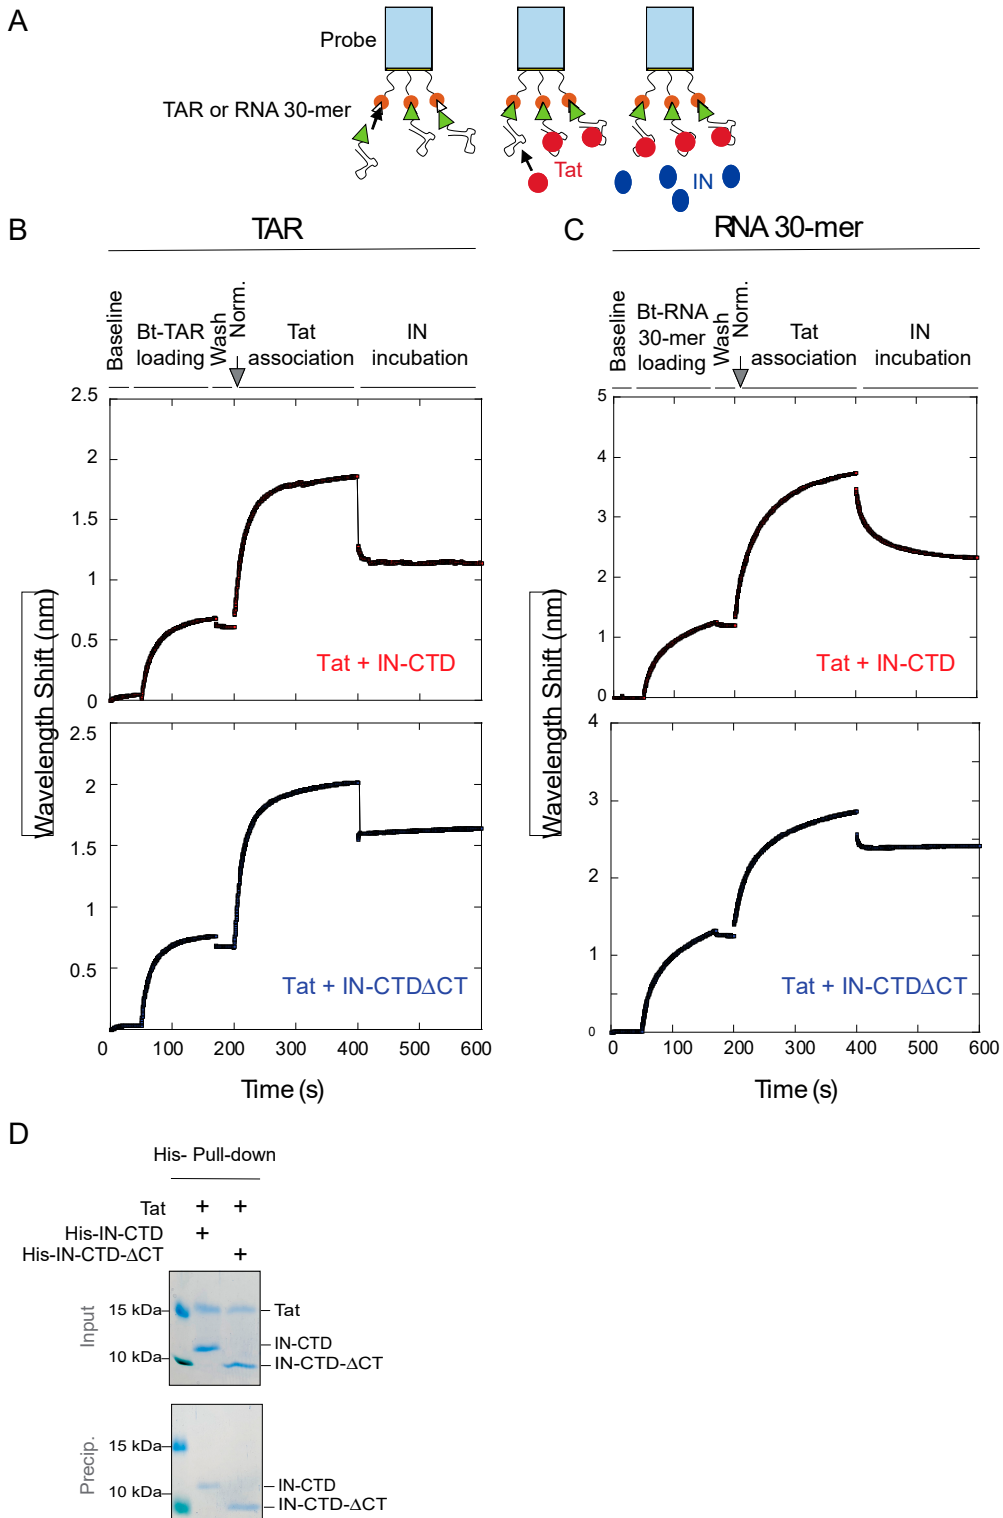 A
Probe
TAR or RNA 30-mer
Tat
IN
B
TAR
Baseline
Bt-TAR
loading
Wash
Norm.
Tat
association
IN
incubation
2.5
2
1.5
1
0.5
0
Wavelength Shift (nm)
Tat + IN-CTD
2
1.5
1
0.5
Tat + IN-CTDΔCT
0 100 200 300 400 500 600
Time (s)
C
RNA 30-mer
Baseline
Bt-RNA
30-mer
loading
Wash
Norm.
Tat
association
IN
incubation
5
4
3
2
1
0
Wavelength Shift (nm)
Tat + IN-CTD
4
3
2
1
0
Tat + IN-CTDΔCT
0 100 200 300 400 500 600
Time (s)
D
His- Pull-down
Tat + +
His-IN-CTD +
His-IN-CTD-ΔCT +
Input
15 kDa
Tat
IN-CTD
10 kDa
IN-CTD-ΔCT
Precip.
15 kDa
10 kDa
IN-CTD
IN-CTD-ΔCT